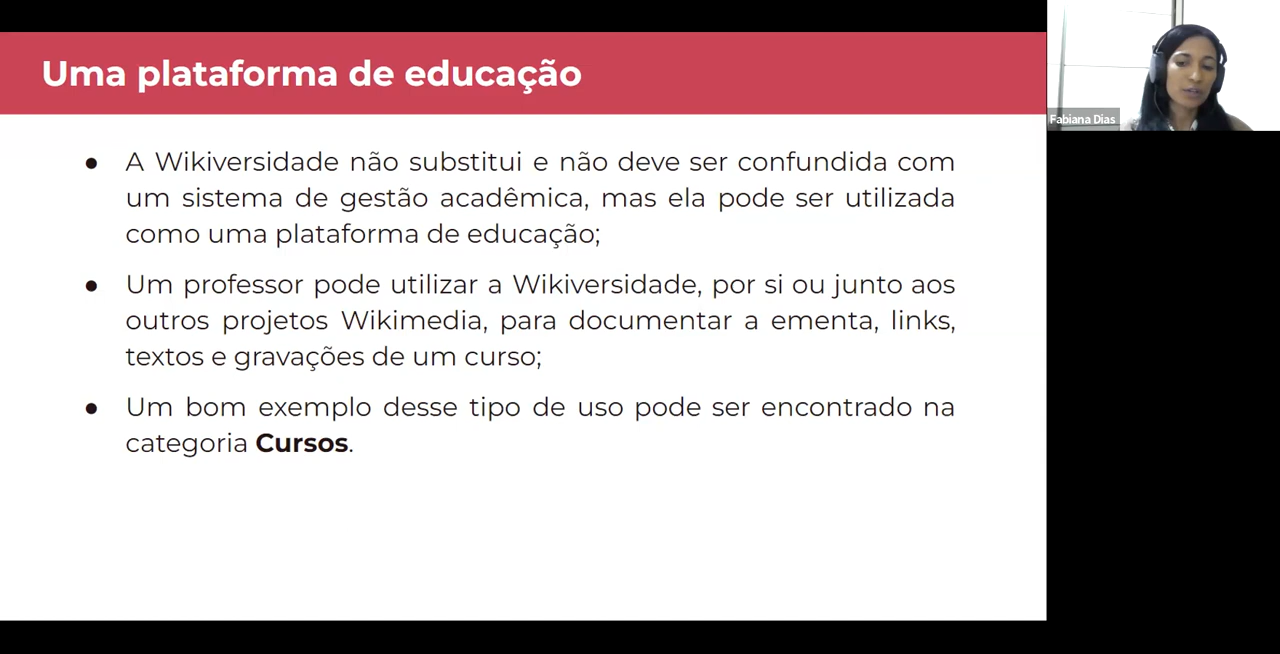 Uma plataforma de educação
Fabiana Dias
● A Wikiversidade não substitui e não deve ser confundida com
um sistema de gestão acadêmica, mas ela pode ser utilizada
como uma plataforma de educação;
● Um professor pode utilizar a Wikiversidade, por si ou junto aos
outros projetos Wikimedia, para documentar a ementa, links,
textos e gravações de um curso;
● Um bom exemplo desse tipo de uso pode ser encontrado na
categoria Cursos.